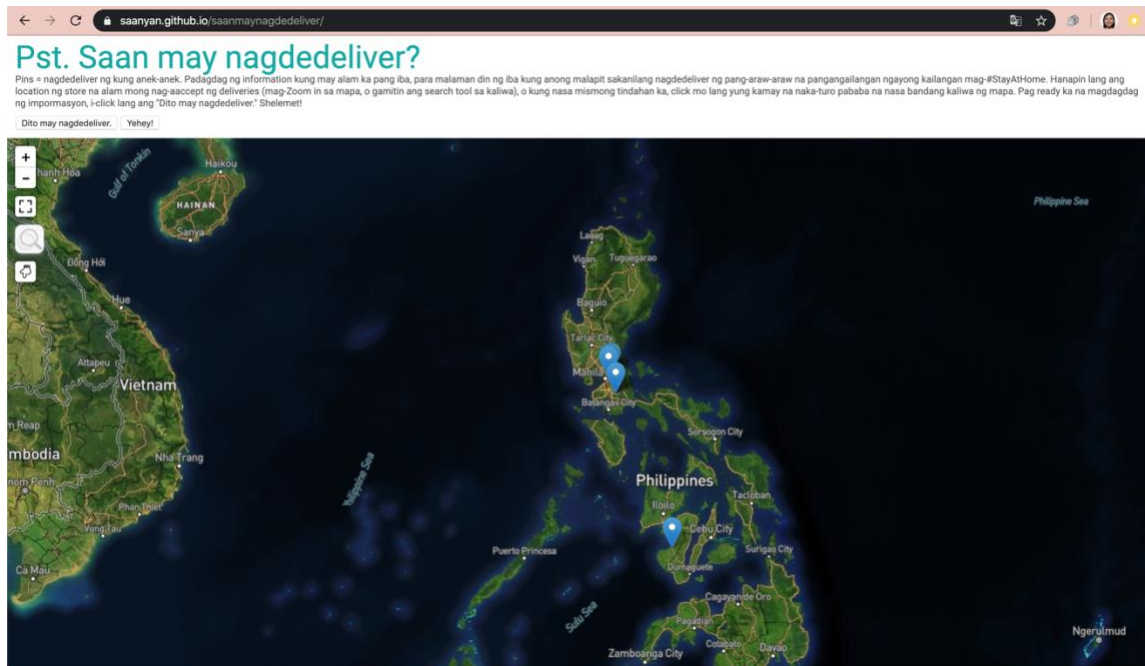 saanyan.github.io/saanmaynagdedeliver/
Pst. Saan may nagdedeliver?
Pins = nagdedeliver ng kung anek-anek. Padagdag ng information kung may alam ka pang iba, para malaman din ng iba kung anong malapit sakanilang nagdedeliver ng pang-araw-araw na pangangailangan ngayong kailangan mag-#StayAtHome. Hanapin lang ang
location ng store na alam mong nag-aaccept ng deliveries (mag-Zoom in sa mapa, o gamitin ang search tool sa kaliwa), o kung nasa mismong tindahan ka, click mo lang yung kamay na naka-turo pababa na nasa bandang kaliwa ng mapa. Pag ready ka na magdagdag
ng impormasyon, i-click lang ang "Dito may nagdedeliver." Shelemet!
Dito may nagdedeliver. Yehey!
+
-
hanh Hóa
Gulf of Tonkin
Haikou
HAINAN
Sanya
Philippine Sea
Laoag
Đông Hới
Vigan
Tuguegarao
Hue
Baguio
Tarlac City
Attapeu
Manila
Vietnam
Batangas City
m Reap
Sorsogon City
mbodia
Nha Trang
nom Penh
Philippines
Tacloban
Iloilo
Phan Thiet
Vung Tau
Cebu City
Puerto Princesa
Surigao City
Ca Mau
Dumaguete
Cagayan de Oro
Sulu Sea
Pagadian
Ngerulmud
Cotabato
Davao
Zamboanga City